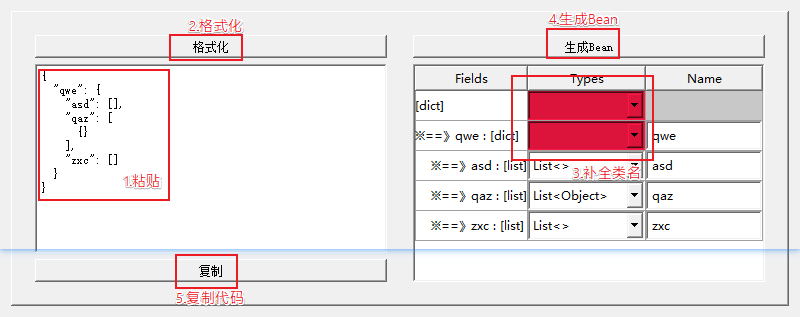 2.格式化
格式化
{
  "qwe": {
    "asd": [],
    "qaz": [
      {}
    ],
    "zxc": []
  }
}
1.粘贴
复制
5.复制代码
4.生成Bean
生成Bean
Fields Types Name
[dict]
※==》qwe : [dict] qwe
※==》asd : [list] List<> asd
3.补全类名
※==》qaz : [list] List<Object> qaz
※==》zxc : [list] List<> zxc